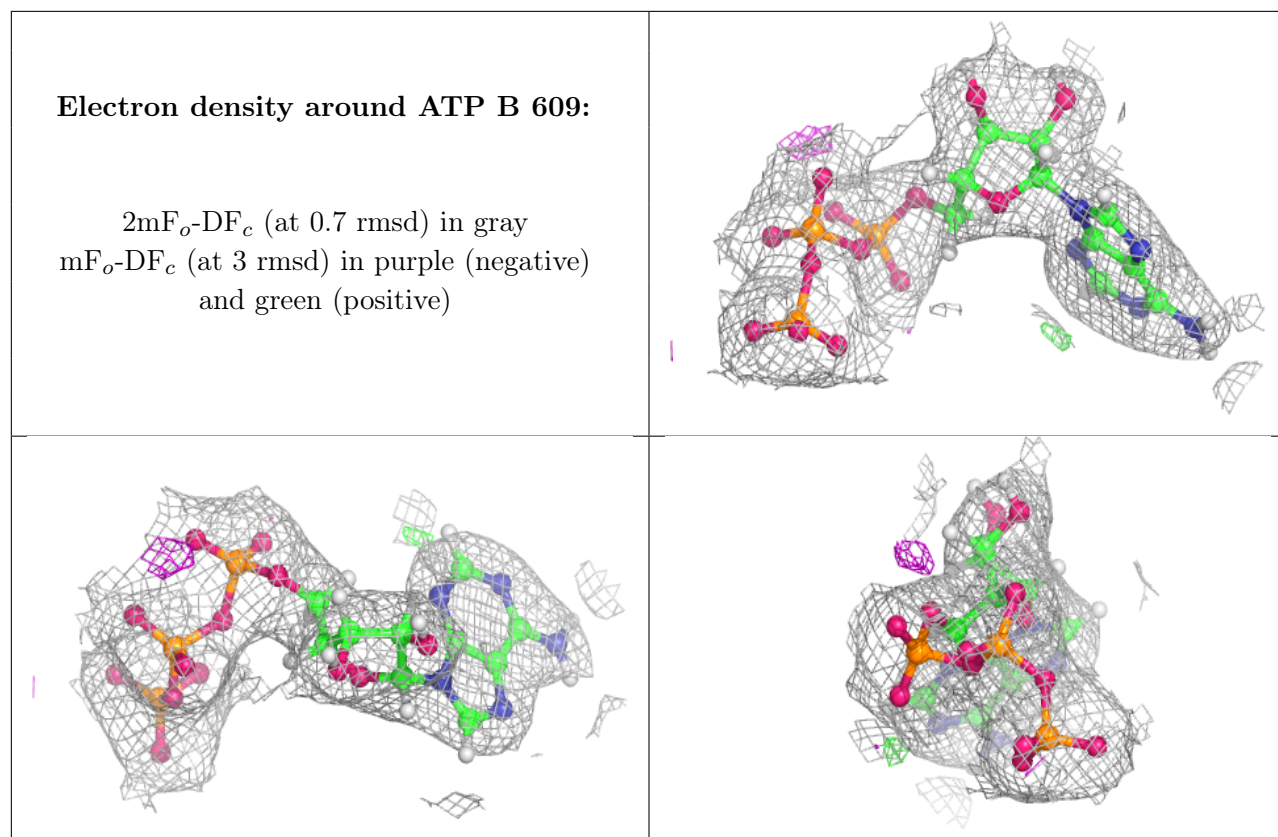 Electron density around ATP B 609:
2mFo-DFc (at 0.7 rmsd) in gray
mFo-DFc (at 3 rmsd) in purple (negative)
and green (positive)